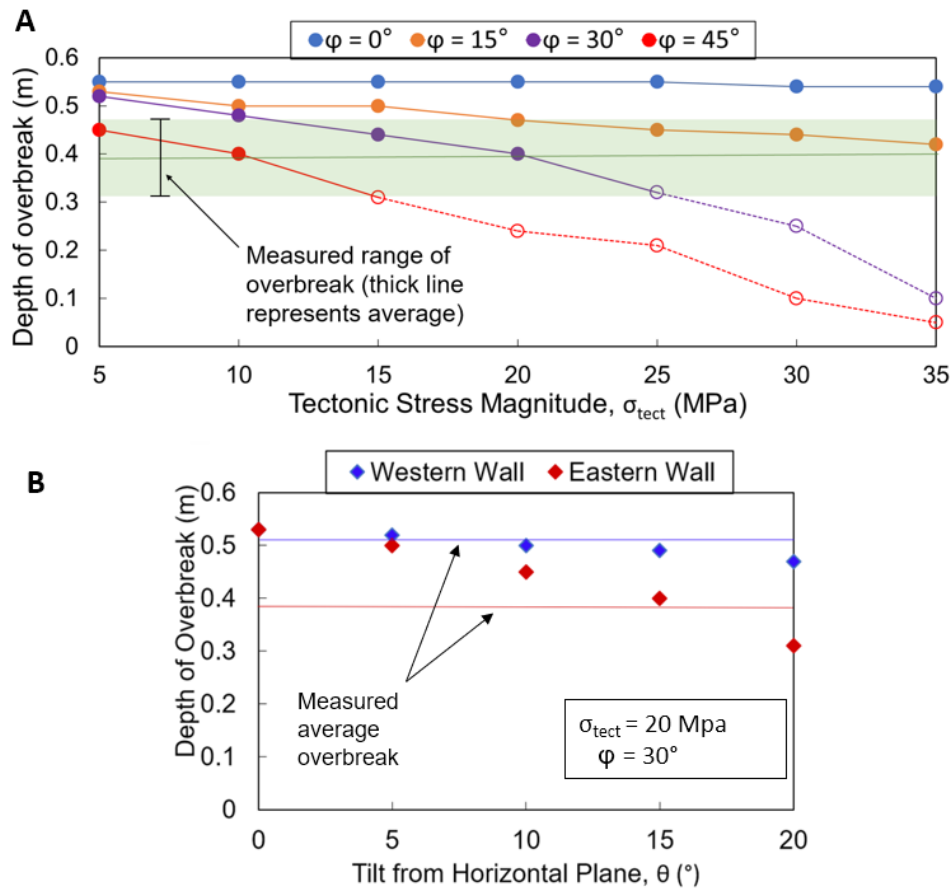 A
φ = 0° φ = 15° φ = 30° φ = 45°
Depth of overbreak (m)
0.6
0.5
0.4
0.3
0.2
0.1
0
Measured range of
overbreak (thick line
represents average)
5 10 15 20 25 30 35
Tectonic Stress Magnitude, σtect (MPa)
B
Western Wall Eastern Wall
Depth of Overbreak (m)
0.6
0.5
0.4
0.3
0.2
0.1
0
Measured
average
overbreak
σtect = 20 Mpa
φ = 30°
0 5 10 15 20
Tilt from Horizontal Plane, θ (°)